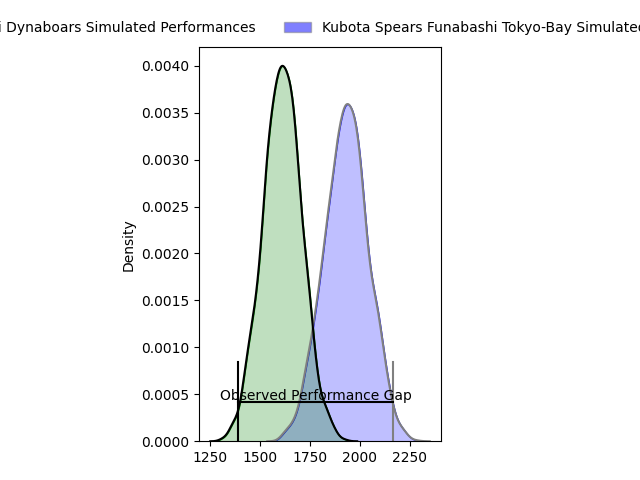 i Dynaboars Simulated Performances
Kubota Spears Funabashi Tokyo-Bay Simulated
0.0040
0.0035
0.0030
0.0025
0.0020
0.0015
0.0010
0.0005
0.0000
Density
Observed Performance Gap
1250 1500 1750 2000 2250